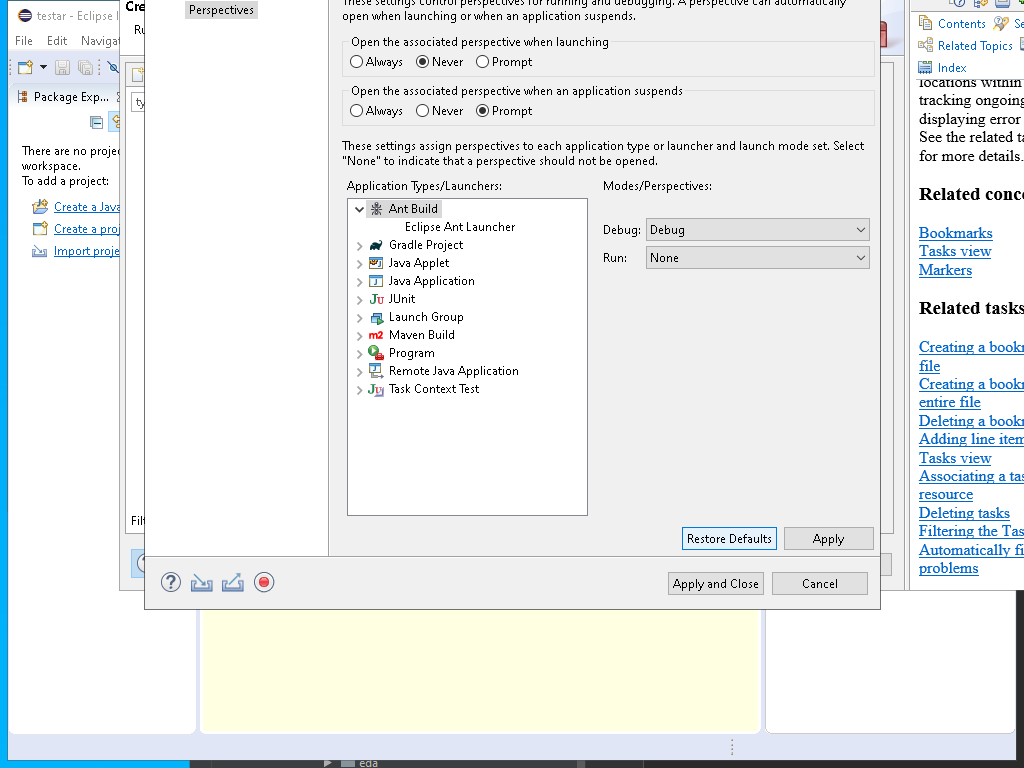 testar - Eclipse I
File Edit Navigat
Package Exp...
There are no proje
workspace.
To add a project:
Create a Java
Create a proj
Import proje
Cre
Ru
ty
Filt
Perspectives
These settings control perspectives for running and debugging. A perspective can automatically
open when launching or when an application suspends.
Open the associated perspective when launching
Always Never Prompt
Open the associated perspective when an application suspends
Always Never Prompt
These settings assign perspectives to each application type or launcher and launch mode set. Select
"None" to indicate that a perspective should not be opened.
Application Types/Launchers:
Ant Build
Eclipse Ant Launcher
Gradle Project
Java Applet
Java Application
JUnit
Launch Group
Maven Build
Program
Remote Java Application
Task Context Test
Modes/Perspectives:
Debug: Debug
Run: None
Restore Defaults Apply
Apply and Close Cancel
Contents Se
Related Topics
Index
locations within
tracking ongoing
displaying error
See the related ta
for more details.
Related conce
Bookmarks
Tasks view
Markers
Related tasks
Creating a bookm
file
Creating a bookm
entire file
Deleting a bookm
Adding line item
Tasks view
Associating a tas
resource
Deleting tasks
Filtering the Tas
Automatically fi
problems
eda